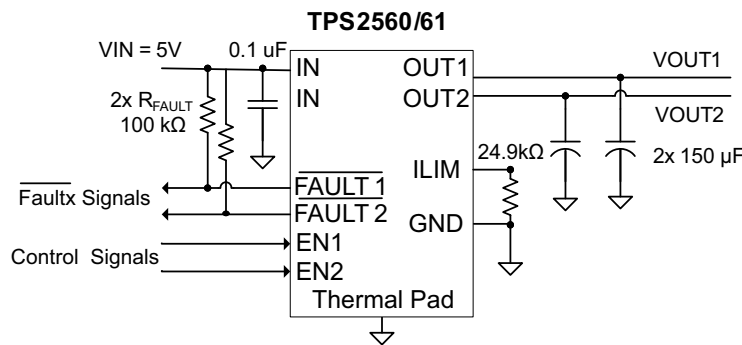 TPS2560/61
VIN = 5V
0.1 uF
IN
OUT1
VOUT1
IN
OUT2
VOUT2
2x RFAULT
100 kΩ
24.9kΩ
2x 150 µF
ILIM
Faultx Signals
FAULT 1
FAULT 2
GND
Control Signals
EN1
EN2
Thermal Pad